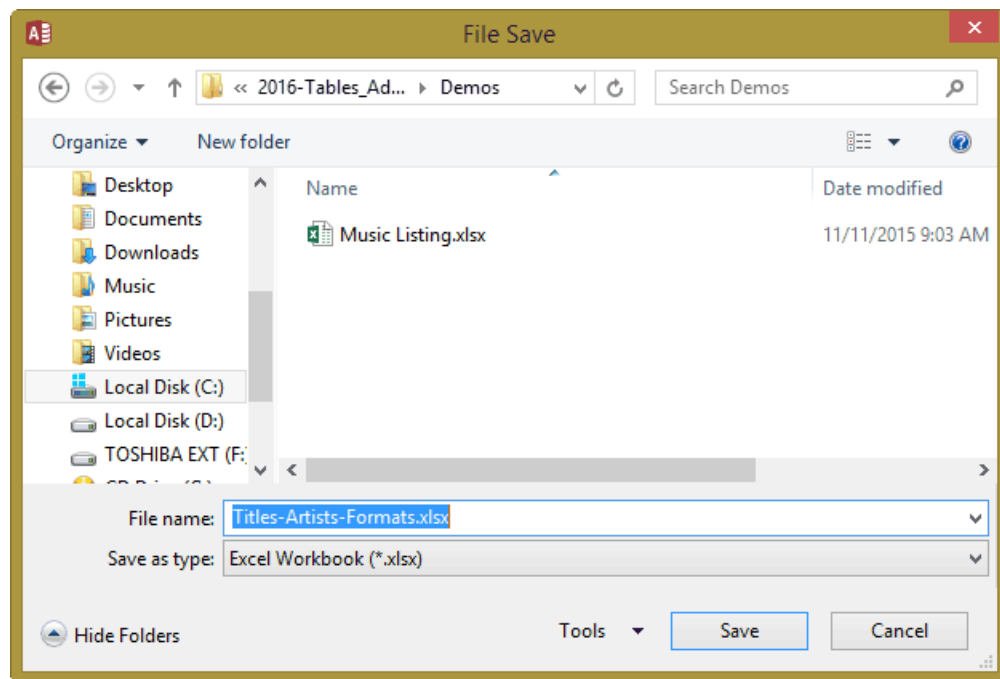 File Save
« 2016-Tables_Ad... Demos
Search Demos
Organize
New folder
Desktop
Documents
Downloads
Music
Pictures
Videos
Local Disk (C:)
Local Disk (D:)
TOSHIBA EXT (F:
Name
Date modified
Music Listing.xlsx
11/11/2015 9:03 AM
File name: Titles-Artists-Formats.xlsx
Save as type: Excel Workbook (*.xlsx)
Hide Folders
Tools
Save
Cancel